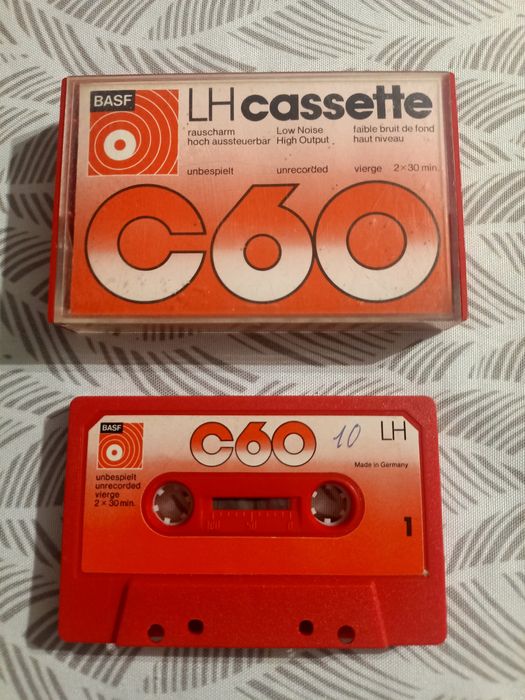 BASF
LH cassette
rauscharm Low Noise faible bruit de fond
hoch aussteuerbar High Output haut niveau
unbespielt unrecorded vierge 2×30 min.
C60
BASF
C60 10 LH
Made in Germany
unbespielt
unrecorded
vierge
2 × 30 min.
1